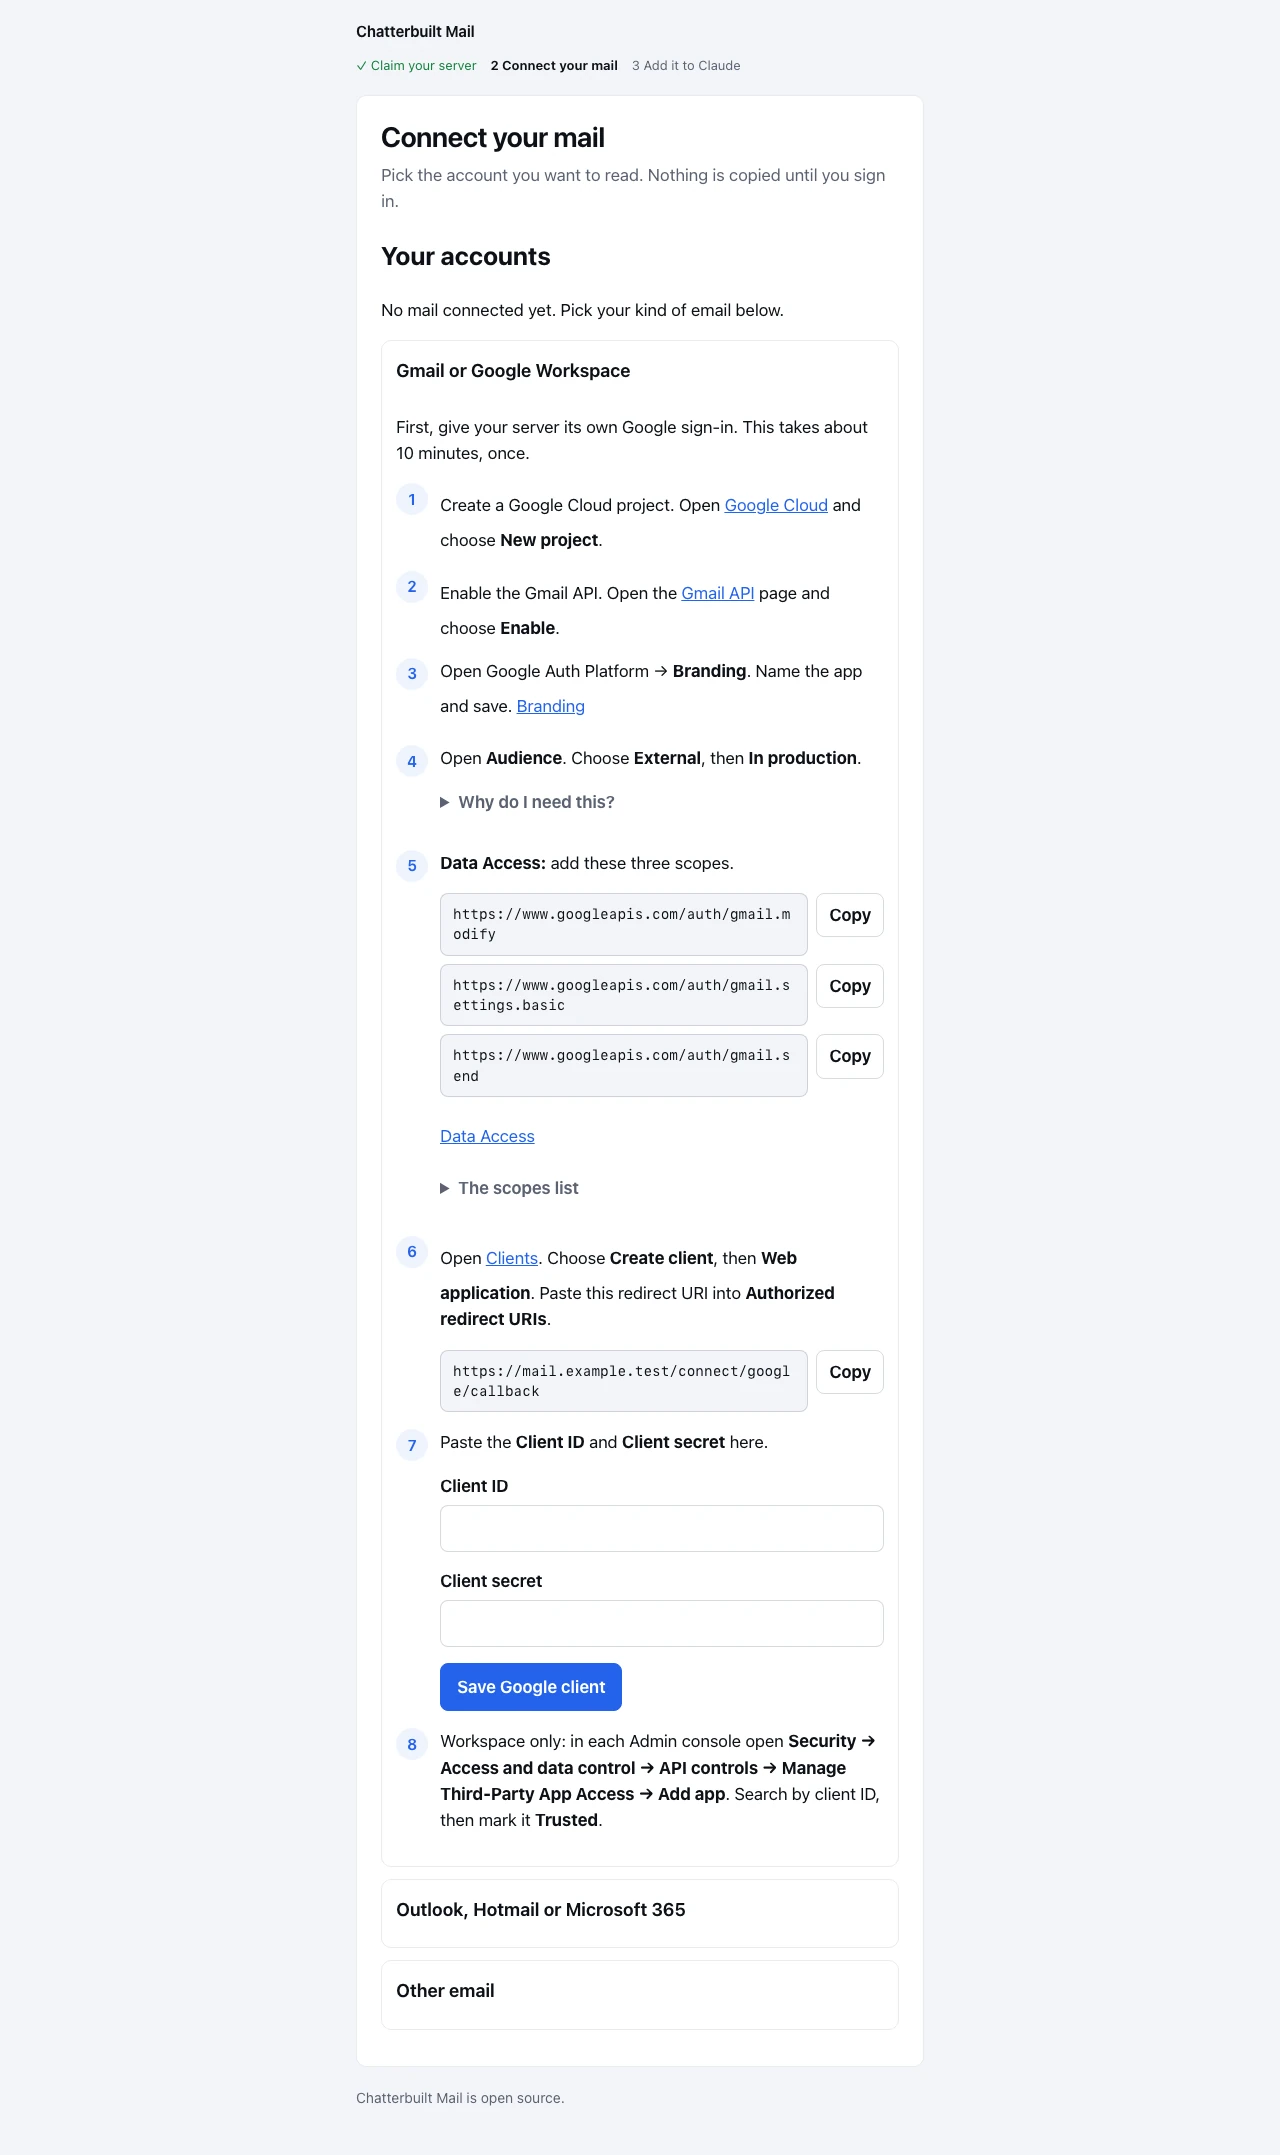 Chatterbuilt Mail
✓ Claim your server 2 Connect your mail 3 Add it to Claude
Connect your mail
Pick the account you want to read. Nothing is copied until you sign
in.
Your accounts
No mail connected yet. Pick your kind of email below.
Gmail or Google Workspace
First, give your server its own Google sign-in. This takes about
10 minutes, once.
1 Create a Google Cloud project. Open Google Cloud and
choose New project.
2 Enable the Gmail API. Open the Gmail API page and
choose Enable.
3 Open Google Auth Platform → Branding. Name the app
and save. Branding
4 Open Audience. Choose External, then In production.
▶ Why do I need this?
5 Data Access: add these three scopes.
https://www.googleapis.com/auth/gmail.m Copy
odify
https://www.googleapis.com/auth/gmail.s Copy
ettings.basic
https://www.googleapis.com/auth/gmail.s Copy
end
Data Access
▶ The scopes list
6 Open Clients. Choose Create client, then Web
application. Paste this redirect URI into Authorized
redirect URIs.
https://mail.example.test/connect/googl Copy
e/callback
7 Paste the Client ID and Client secret here.
Client ID
Client secret
Save Google client
8 Workspace only: in each Admin console open Security →
Access and data control → API controls → Manage
Third-Party App Access → Add app. Search by client ID,
then mark it Trusted.
Outlook, Hotmail or Microsoft 365
Other email
Chatterbuilt Mail is open source.